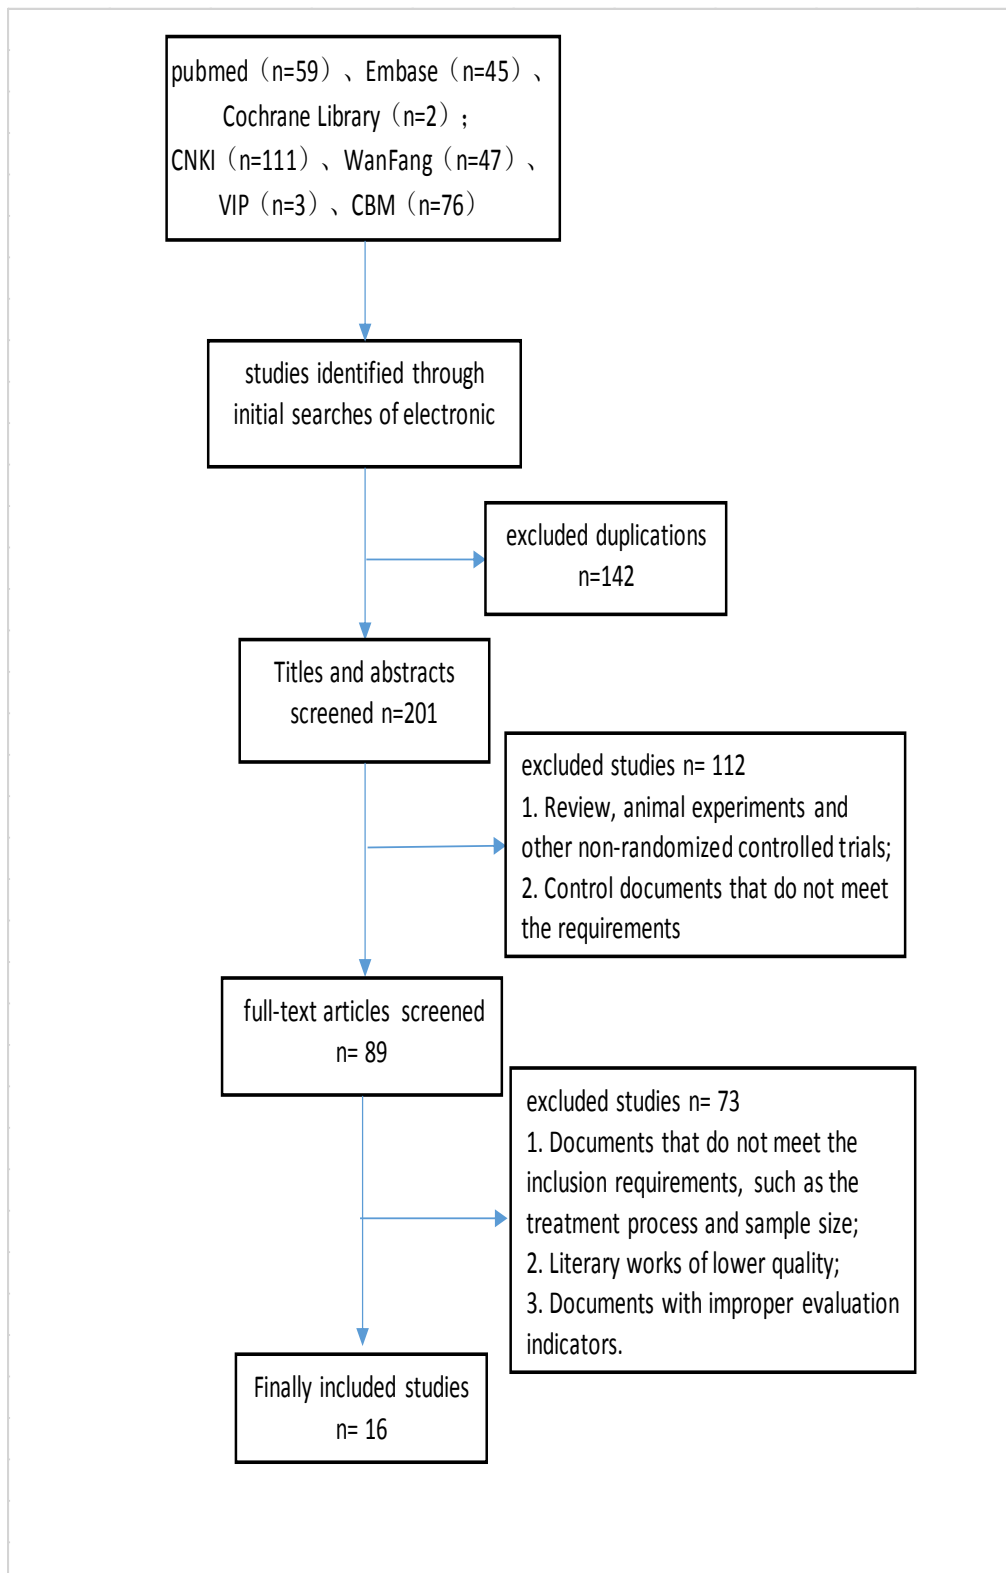 pubmed（n=59）、Embase（n=45）、
Cochrane Library（n=2）；
CNKI（n=111）、WanFang（n=47）、
VIP（n=3）、CBM（n=76）
studies identified through
initial searches of electronic
excluded duplications
n=142
Titles and abstracts
screened n=201
excluded studies n= 112
1. Review, animal experiments and
other non-randomized controlled trials;
2. Control documents that do not meet
the requirements
full-text articles screened
n= 89
excluded studies n= 73
1. Documents that do not meet the
inclusion requirements, such as the
treatment process and sample size;
2. Literary works of lower quality;
3. Documents with improper evaluation
indicators.
Finally included studies
n= 16